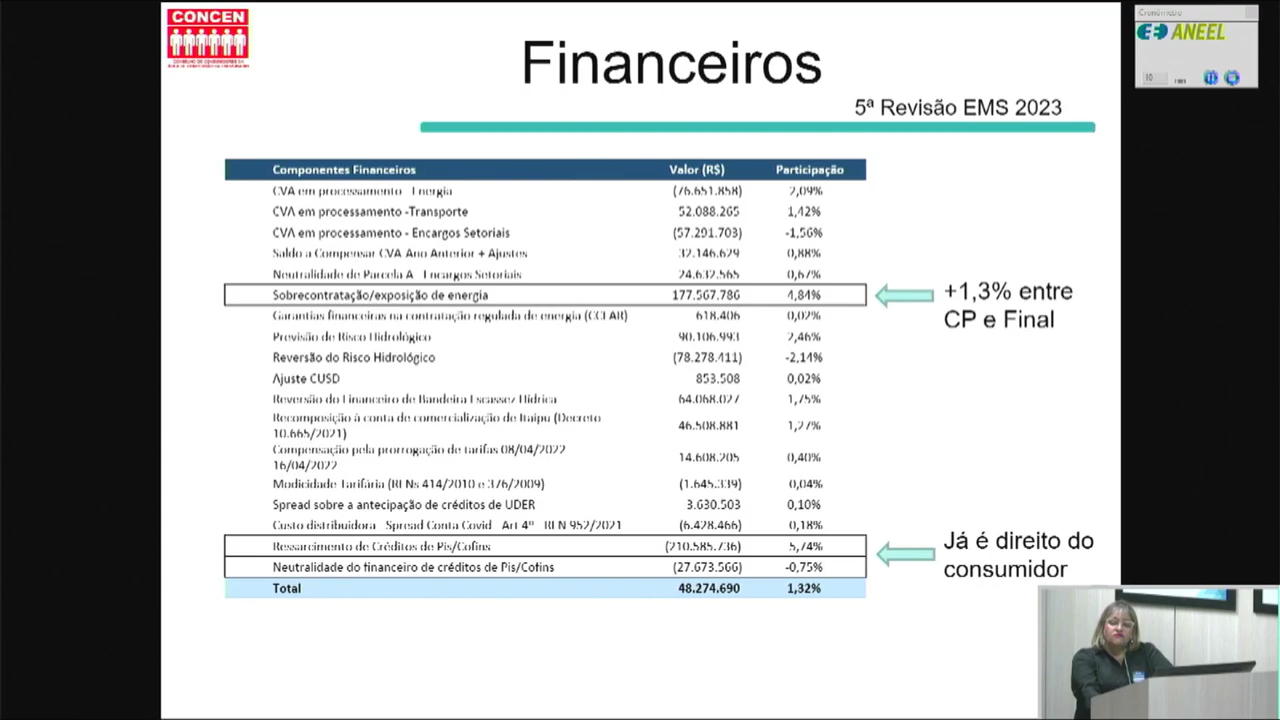 CONCEN
Financeiros
5ª Revisão EMS 2023
Cronômetro
ANEEL
10
Componentes Financeiros Valor (R$) Participação
CVA em processamento - Energia (76.651.858) -2,09%
CVA em processamento -Transporte 52.088.265 1,42%
CVA em processamento - Encargos Setoriais (57.291.703) -1,56%
Saldo a Compensar CVA Ano Anterior + Ajustes 32.146.629 0,88%
Neutralidade de Parcela A - Encargos Setoriais 24.632.565 0,67%
Sobrecontratação/exposição de energia 177.567.786 4,84%
Garantias financeiras na contratação regulada de energia (CCEAR) 618.406 0,02%
Previsão de Risco Hidrológico 90.106.993 2,46%
Reversão do Risco Hidrológico (78.278.411) -2,14%
Ajuste CUSD 853.508 0,02%
Reversão do Financeiro de Bandeira Escassez Hídrica 64.068.027 1,75%
Recomposição à conta de comercialização de Itaipu (Decreto
10.665/2021) 46.508.881 1,27%
Compensação pela prorrogação de tarifas 08/04/2022
16/04/2022 14.608.205 0,40%
Modicidade Tarifária (RENs 414/2010 e 376/2009) (1.645.339) -0,04%
Spread sobre a antecipação de créditos de UDER 3.630.503 0,10%
Custo distribuidora - Spread Conta Covid - Art 4º - REN 952/2021 (6.428.466) -0,18%
Ressarcimento de Créditos de Pis/Cofins (210.585.736) -5,74%
Neutralidade do financeiro de créditos de Pis/Cofins (27.673.566) -0,75%
Total 48.274.690 1,32%
+1,3% entre
CP e Final
Já é direito do
consumidor